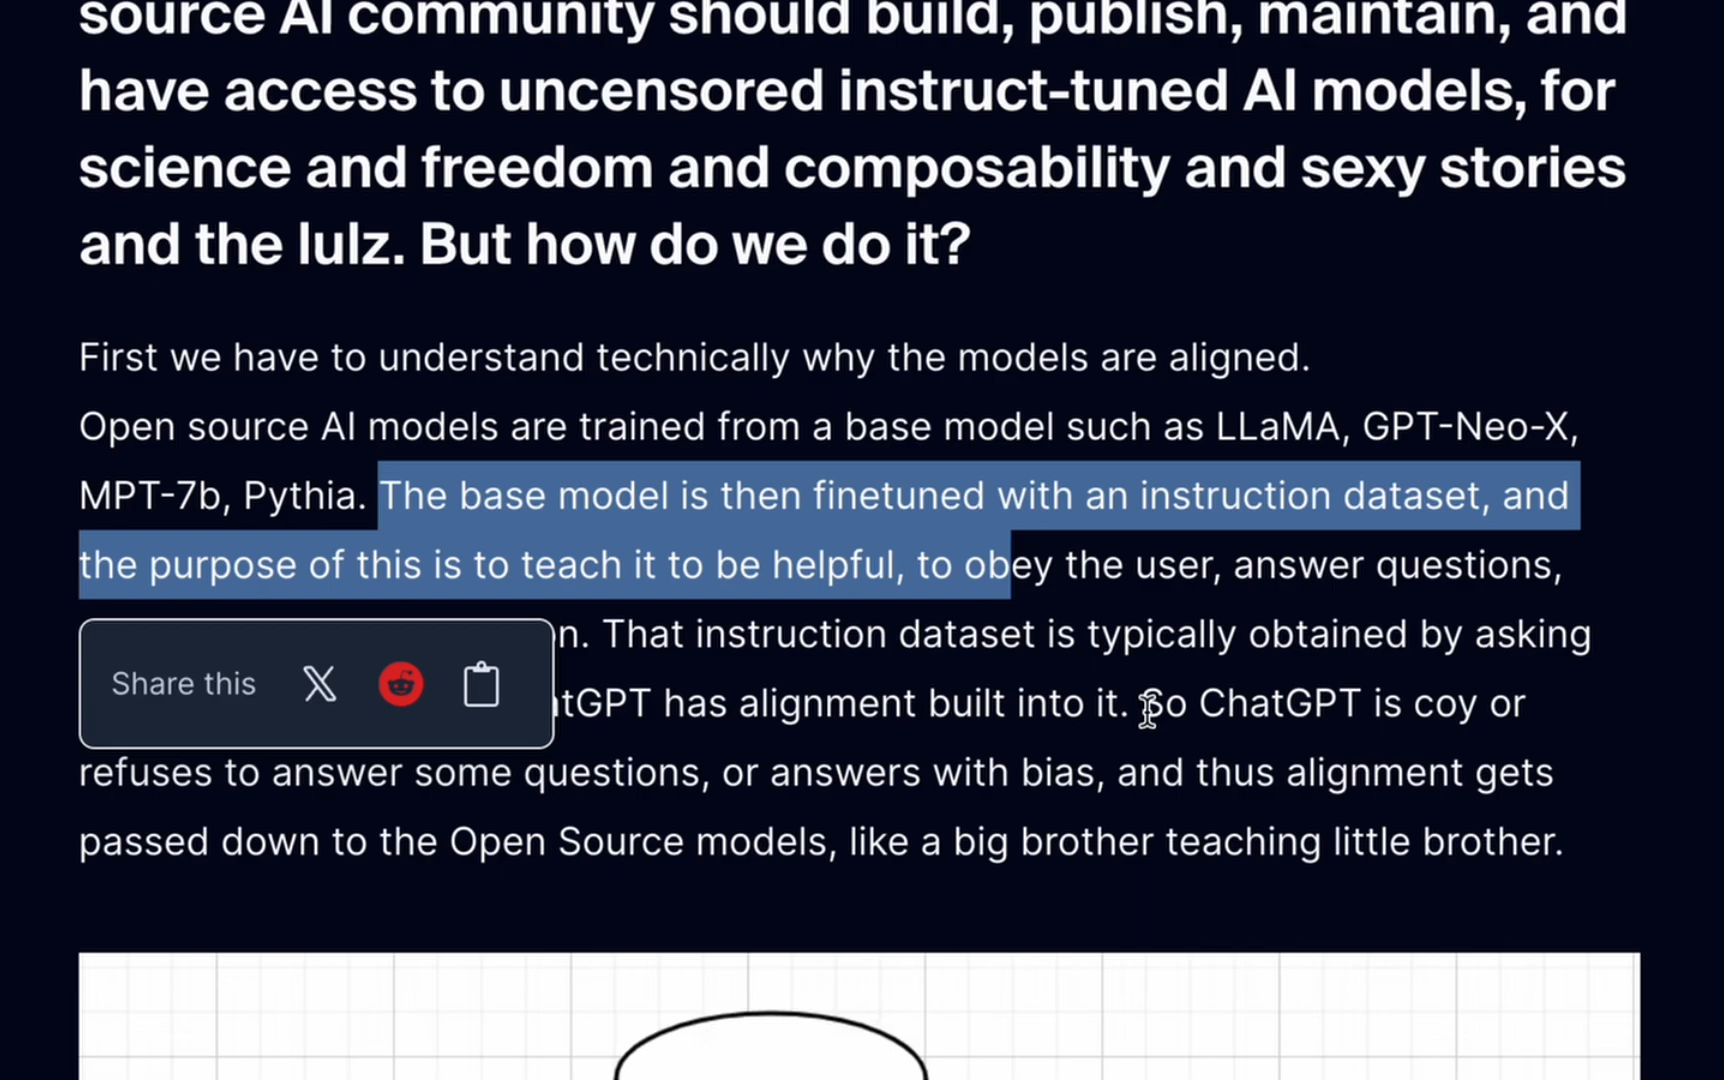 source AI community should build, publish, maintain, and
have access to uncensored instruct-tuned AI models, for
science and freedom and composability and sexy stories
and the lulz. But how do we do it?
First we have to understand technically why the models are aligned.
Open source AI models are trained from a base model such as LLaMA, GPT-Neo-X,
MPT-7b, Pythia. The base model is then finetuned with an instruction dataset, and
the purpose of this is to teach it to be helpful, to obey the user, answer questions,
n. That instruction dataset is typically obtained by asking
Share this
tGPT has alignment built into it. So ChatGPT is coy or
refuses to answer some questions, or answers with bias, and thus alignment gets
passed down to the Open Source models, like a big brother teaching little brother.